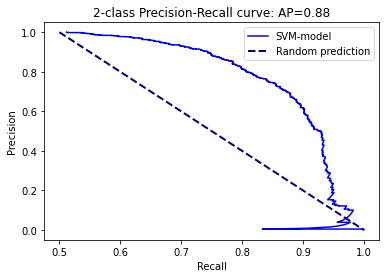 2-class Precision-Recall curve: AP=0.88
SVM-model
Random prediction
Precision
1.0
0.8
0.6
0.4
0.2
0.0
0.5 0.6 0.7 0.8 0.9 1.0
Recall